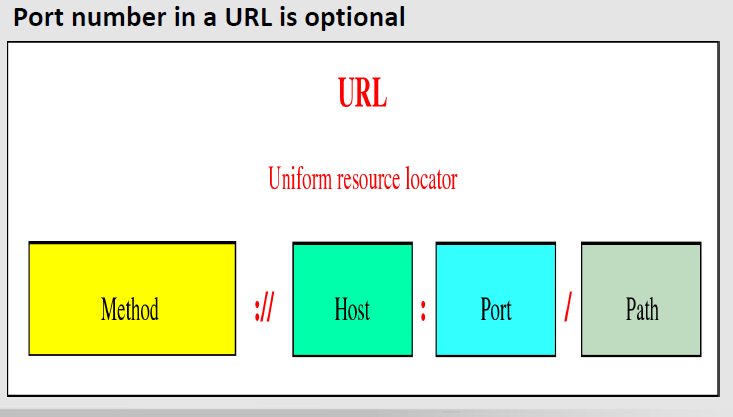 Port number in a URL is optional
URL
Uniform resource locator
Method :// Host : Port / Path